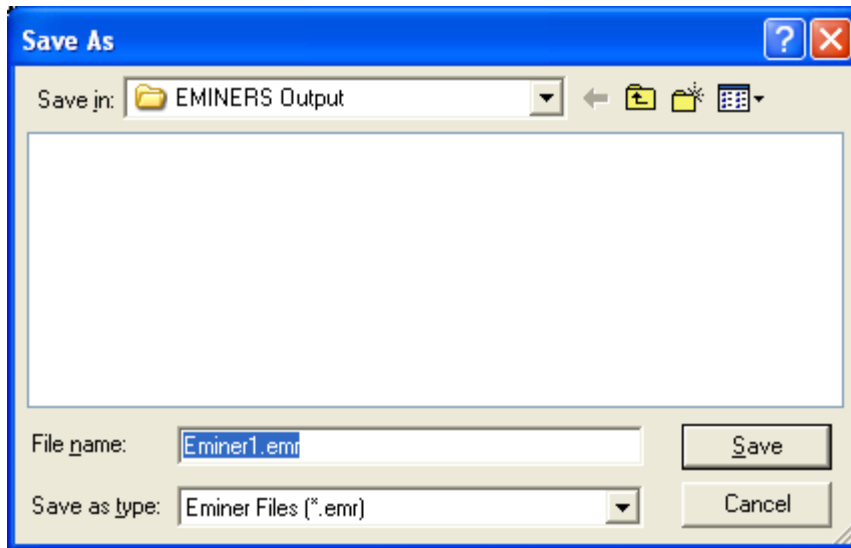 Save As
Save in: EMINERS Output
File name: Eminer1.emr Save
Save as type: Eminer Files (*.emr) Cancel